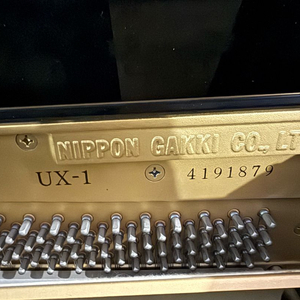 NIPPON GAKKI CO., LT
UX-1 4191879